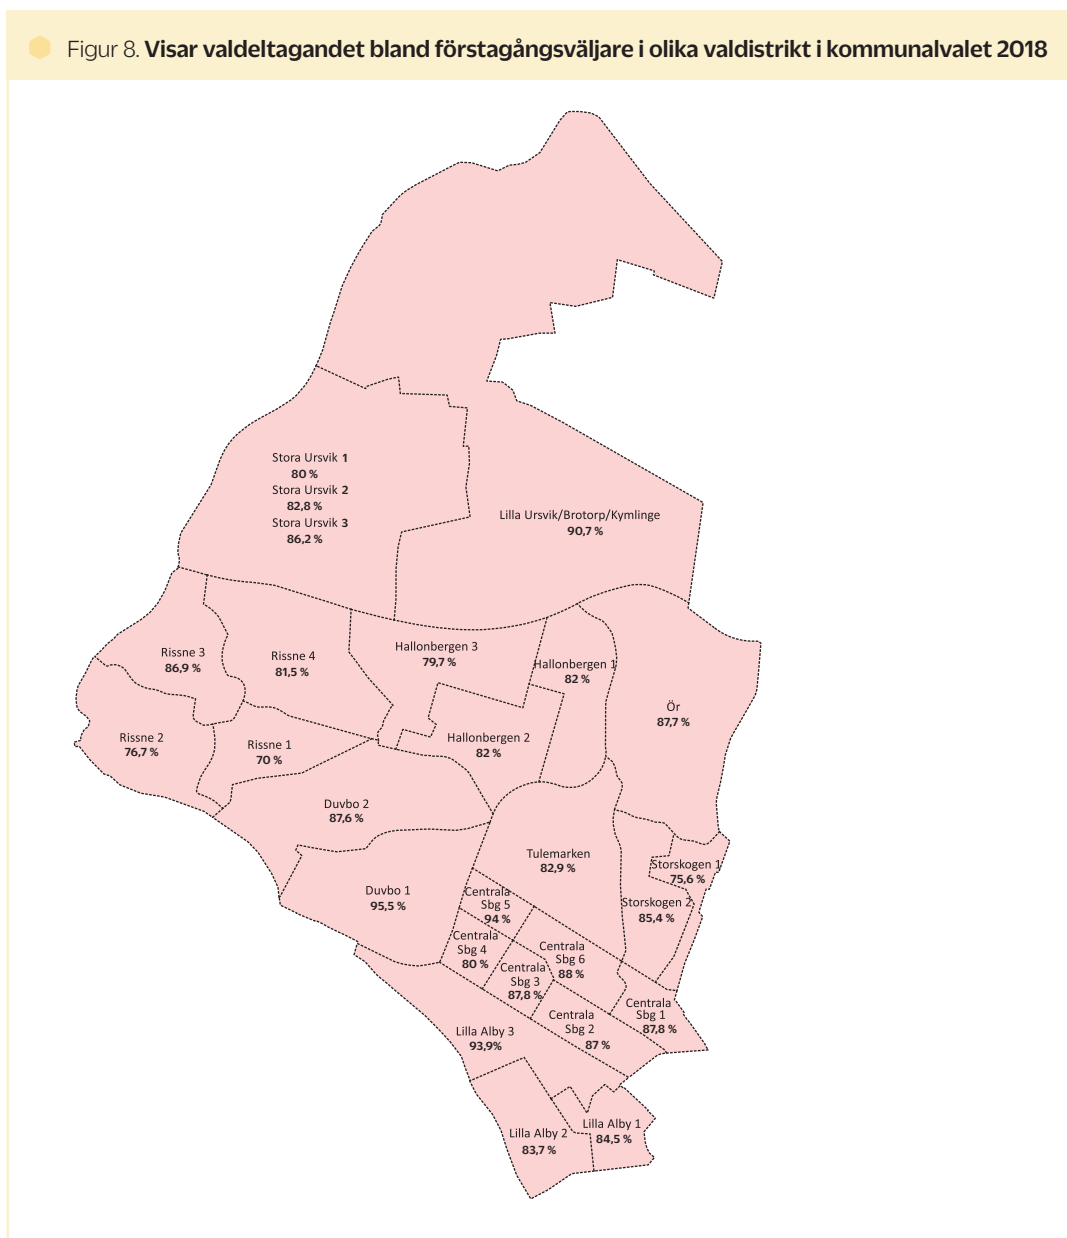 Figur 8. Visar valdeltagandet bland förstagångsväljare i olika valdistrikt i kommunalvalet 2018
Stora Ursvik 1
80 %
Stora Ursvik 2
82,8 %
Stora Ursvik 3
86,2 %
Lilla Ursvik/Brotorp/Kymlinge
90,7 %
Rissne 3
86,9 %
Rissne 4
81,5 %
Hallonbergen 3
79,7 %
Hallonbergen 1
82 %
Ör
87,7 %
Rissne 2
76,7 %
Rissne 1
70 %
Hallonbergen 2
82 %
Duvbo 2
87,6 %
Tulemarken
82,9 %
Storskogen 1
75,6 %
Duvbo 1
95,5 %
Centrala
Sbg 5
94 %
Storskogen 2
85,4 %
Centrala
Sbg 4
80 %
Centrala
Sbg 6
88 %
Centrala
Sbg 3
87,8 %
Centrala
Sbg 1
87,8 %
Centrala
Sbg 2
87 %
Lilla Alby 3
93,9%
Lilla Alby 1
84,5 %
Lilla Alby 2
83,7 %